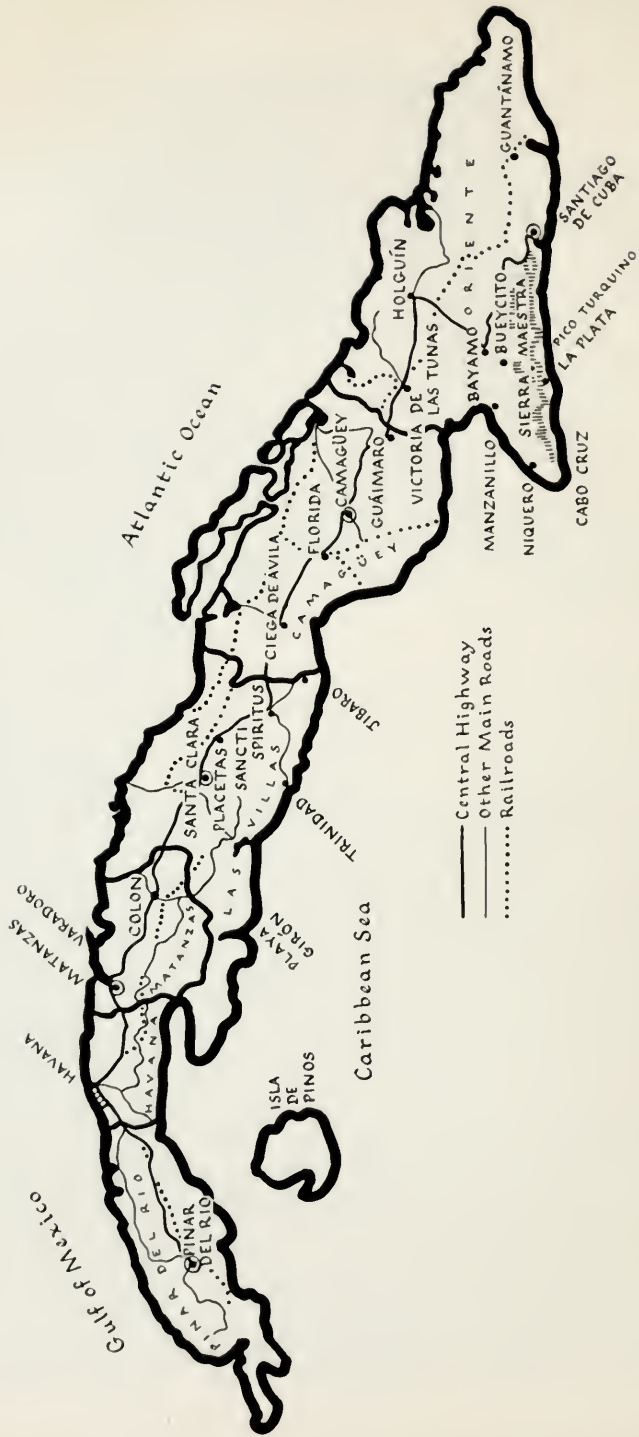 Gulf of Mexico
Atlantic Ocean
Caribbean Sea
HAVANA
MATANZAS
VARADORO
PINAR DEL RIO
PINAR
DEL RIO
HAVANA
MATANZAS
COLON
LAS VILLAS
SANTA CLARA
PLACETAS
SANCTI
SPIRITUS
PLAYA
GIRÓN
TRINIDAD
JIBARO
ISLA
DE
PINOS
CIEGA DE ÁVILA
CAMAGÜEY
FLORIDA
CAMAGÜEY
GUÁIMARO
VICTORIA DE
LAS TUNAS
HOLGUÍN
ORIENTE
BAYAMO
BUEYCITO
SIERRA MAESTRA
MANZANILLO
NIQUERO
CABO CRUZ
PICO TURQUINO
LA PLATA
SANTIAGO
DE CUBA
GUANTÁNAMO
Central Highway
Other Main Roads
Railroads